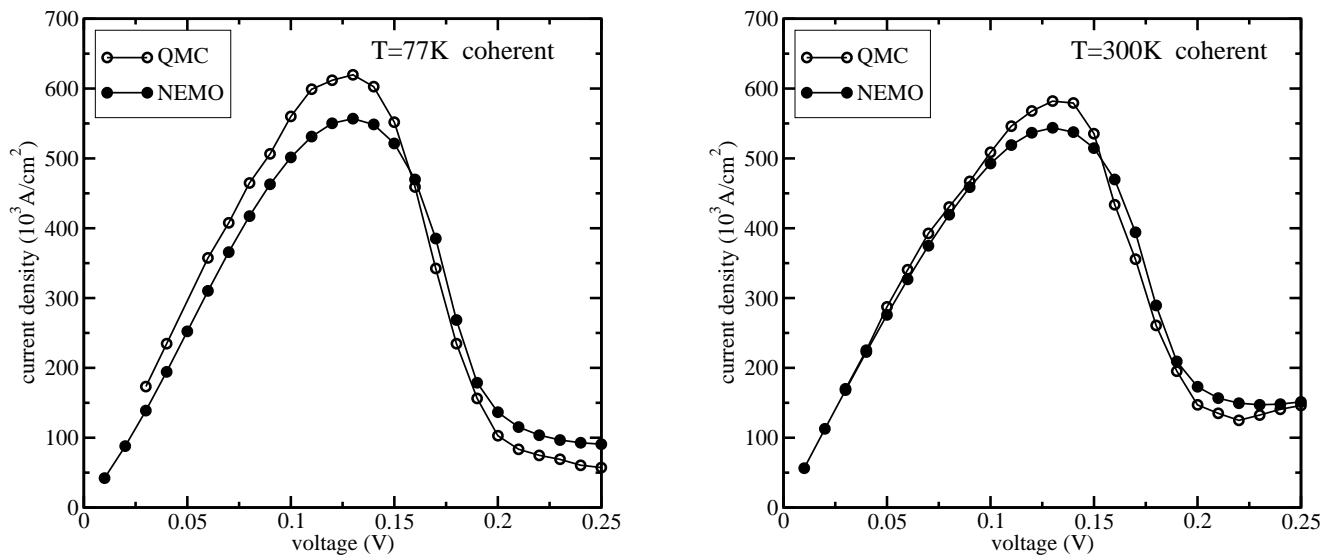 700
600
500
400
300
200
100
0
current density (10³A/cm²)
QMC
NEMO
T=77K coherent
0 0.05 0.1 0.15 0.2 0.25
voltage (V)
700
600
500
400
300
200
100
0
current density (10³A/cm²)
QMC
NEMO
T=300K coherent
0 0.05 0.1 0.15 0.2 0.25
voltage (V)